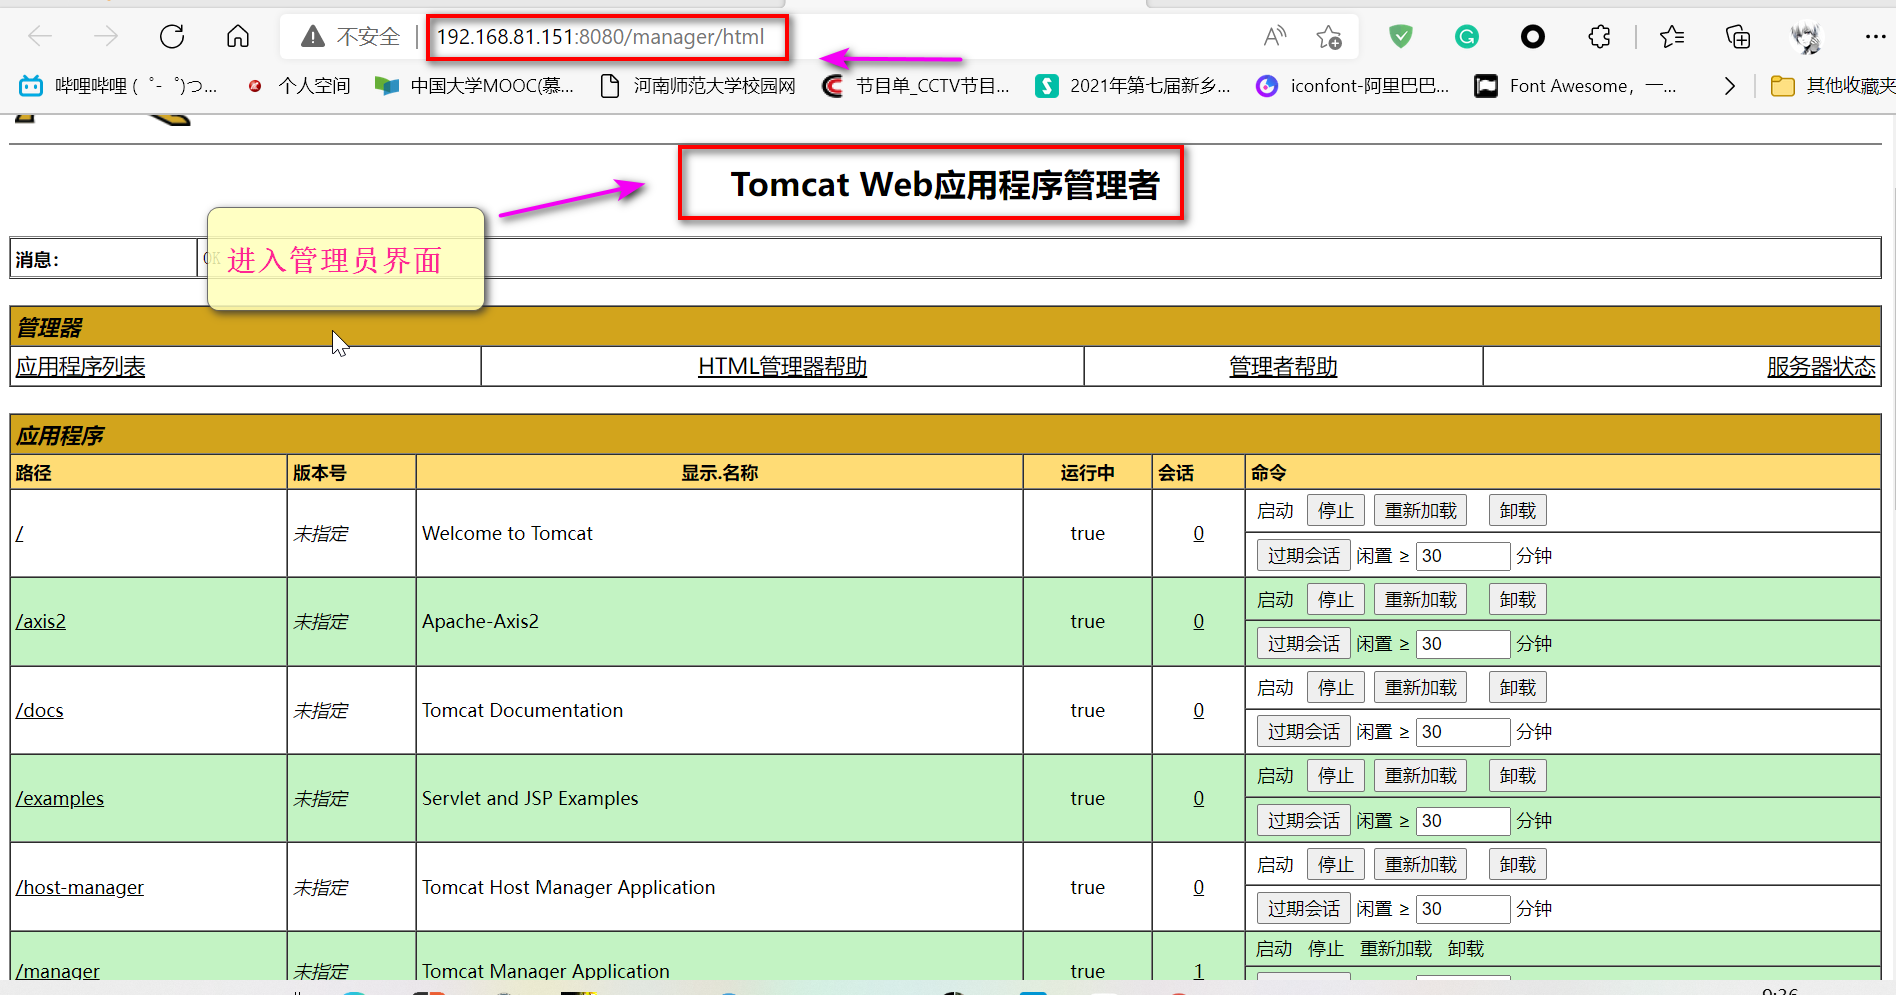 不安全
192.168.81.151:8080/manager/html
哔哩哔哩 ( ゜- ゜)つ...
个人空间
中国大学MOOC(慕...
河南师范大学校园网
节目单_CCTV节目...
2021年第七届新乡...
iconfont-阿里巴巴...
Font Awesome，一...
其他收藏夹
Tomcat Web应用程序管理者
进入管理员界面
消息：
OK
管理器
应用程序列表
HTML管理器帮助
管理者帮助
服务器状态
应用程序
路径 版本号 显示.名称 运行中 会话 命令
/ 未指定 Welcome to Tomcat true 0
启动 停止 重新加载 卸载
过期会话 闲置 ≥ 30 分钟
/axis2 未指定 Apache-Axis2 true 0
启动 停止 重新加载 卸载
过期会话 闲置 ≥ 30 分钟
/docs 未指定 Tomcat Documentation true 0
启动 停止 重新加载 卸载
过期会话 闲置 ≥ 30 分钟
/examples 未指定 Servlet and JSP Examples true 0
启动 停止 重新加载 卸载
过期会话 闲置 ≥ 30 分钟
/host-manager 未指定 Tomcat Host Manager Application true 0
启动 停止 重新加载 卸载
过期会话 闲置 ≥ 30 分钟
/manager 未指定 Tomcat Manager Application true 1
启动 停止 重新加载 卸载